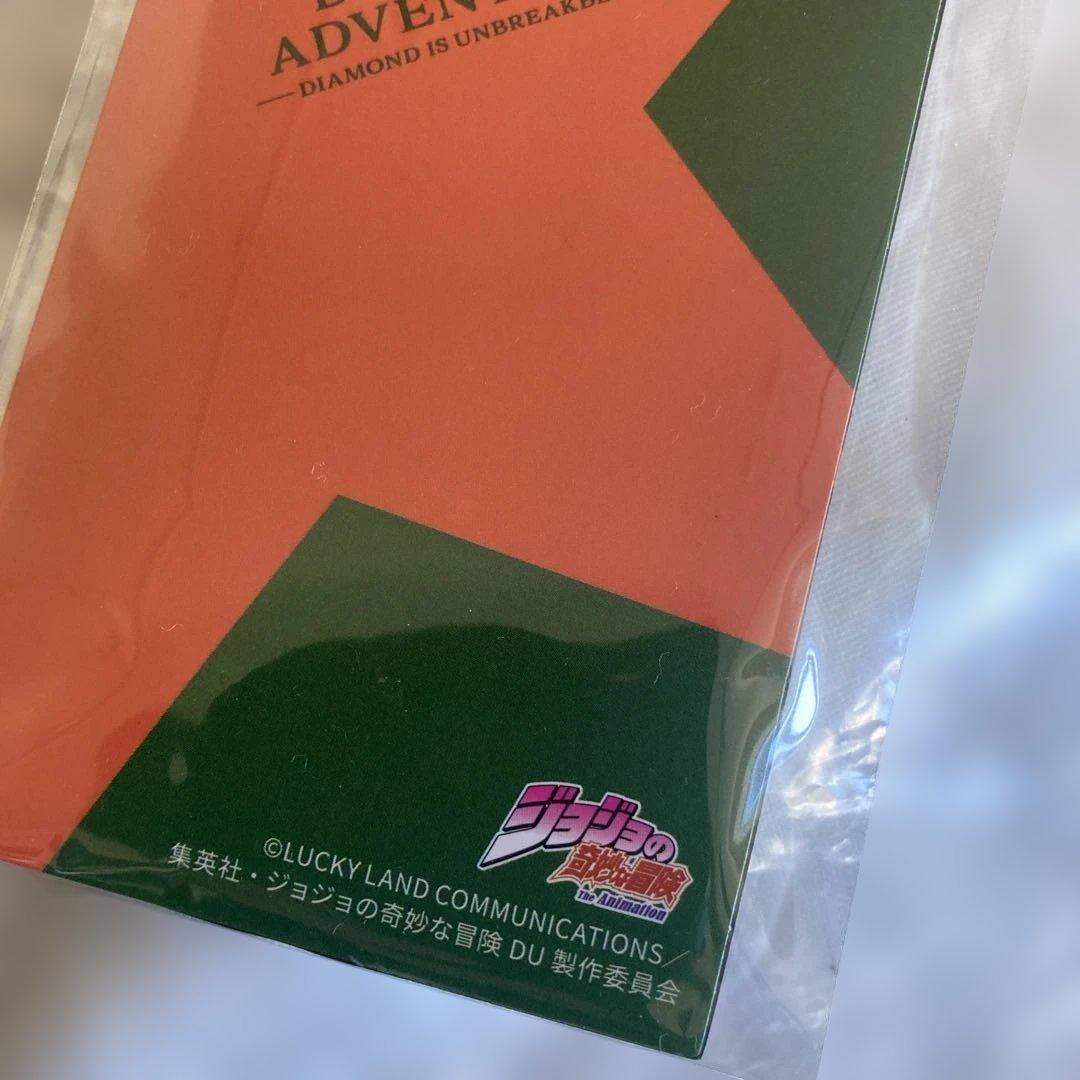 ADVEN
—DIAMOND IS UNBREAKB
ジョジョの
奇妙な冒険
The Animation
©LUCKY LAND COMMUNICATIONS／
集英社・ジョジョの奇妙な冒険 DU 製作委員会